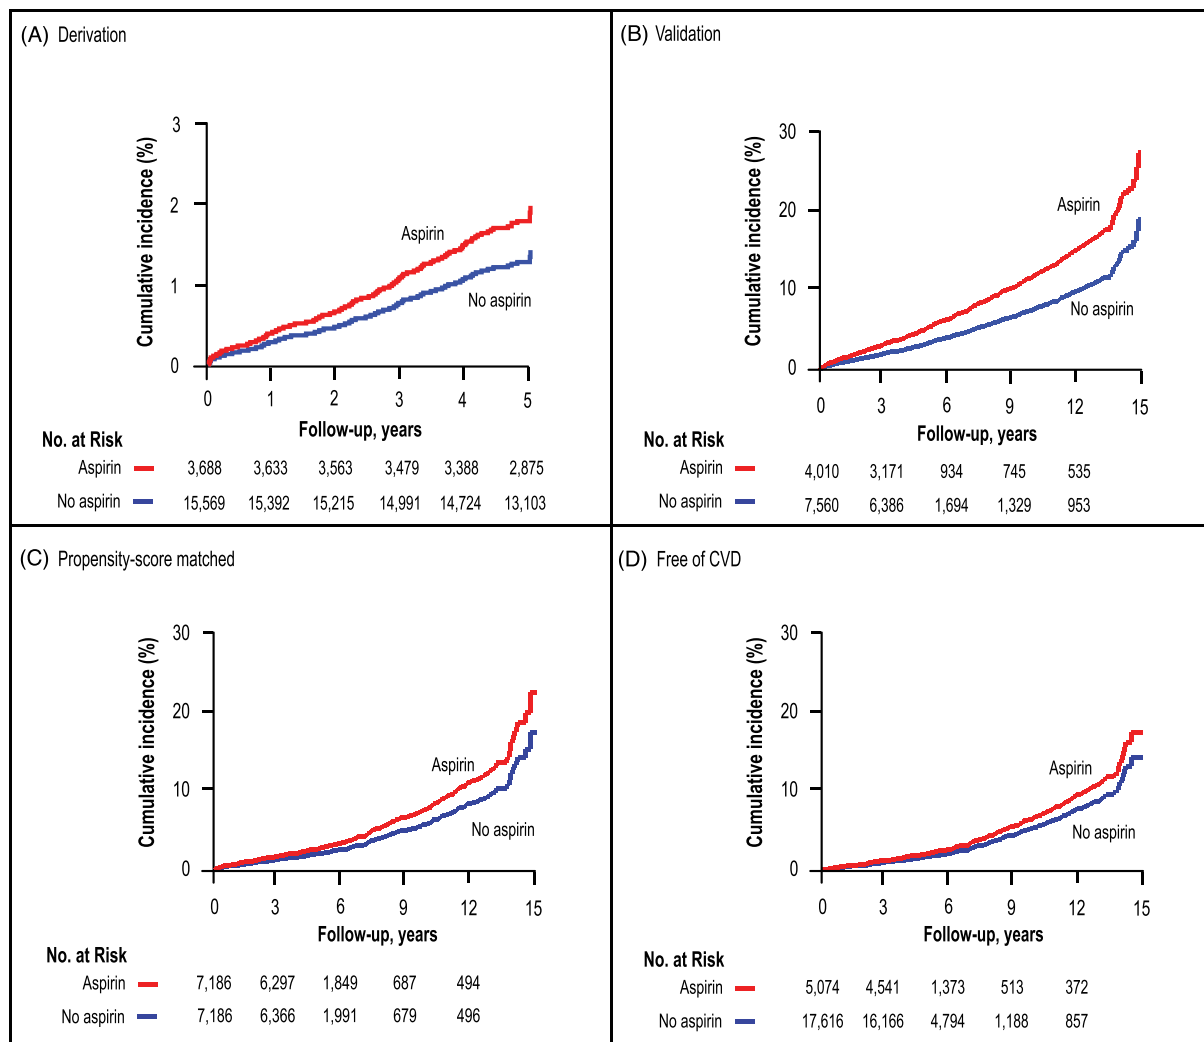 (A) Derivation
Cumulative incidence (%)
3
2
1
0
Aspirin
No aspirin
0 1 2 3 4 5
Follow-up, years
No. at Risk
Aspirin 3,688 3,633 3,563 3,479 3,388 2,875
No aspirin 15,569 15,392 15,215 14,991 14,724 13,103
(B) Validation
Cumulative incidence (%)
30
20
10
0
Aspirin
No aspirin
0 3 6 9 12 15
Follow-up, years
No. at Risk
Aspirin 4,010 3,171 934 745 535
No aspirin 7,560 6,386 1,694 1,329 953
(C) Propensity-score matched
Cumulative incidence (%)
30
20
10
0
Aspirin
No aspirin
0 3 6 9 12 15
Follow-up, years
No. at Risk
Aspirin 7,186 6,297 1,849 687 494
No aspirin 7,186 6,366 1,991 679 496
(D) Free of CVD
Cumulative incidence (%)
30
20
10
0
Aspirin
No aspirin
0 3 6 9 12 15
Follow-up, years
No. at Risk
Aspirin 5,074 4,541 1,373 513 372
No aspirin 17,616 16,166 4,794 1,188 857